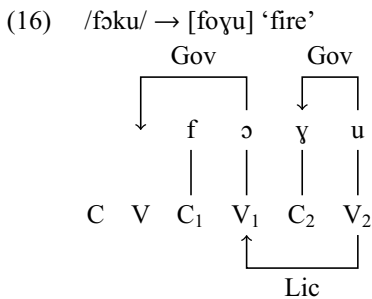 (16) /fɔku/ → [foɣu] ‘fire’
Gov Gov
f ɔ ɣ u
C V C₁ V₁ C₂ V₂
Lic